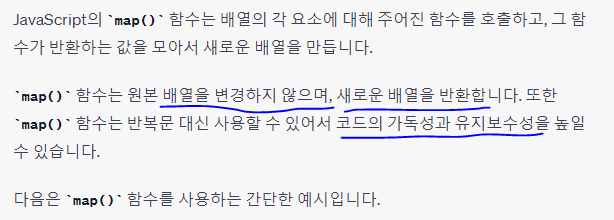 JavaScript의 `map()` 함수는 배열의 각 요소에 대해 주어진 함수를 호출하고, 그 함
수가 반환하는 값을 모아서 새로운 배열을 만듭니다.
`map()` 함수는 원본 배열을 변경하지 않으며, 새로운 배열을 반환합니다. 또한
`map()` 함수는 반복문 대신 사용할 수 있어서 코드의 가독성과 유지보수성을 높일
수 있습니다.
다음은 `map()` 함수를 사용하는 간단한 예시입니다.